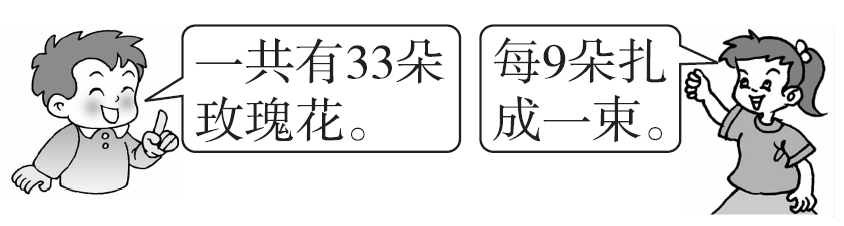 一共有33朵
玫瑰花。
每9朵扎
成一束。